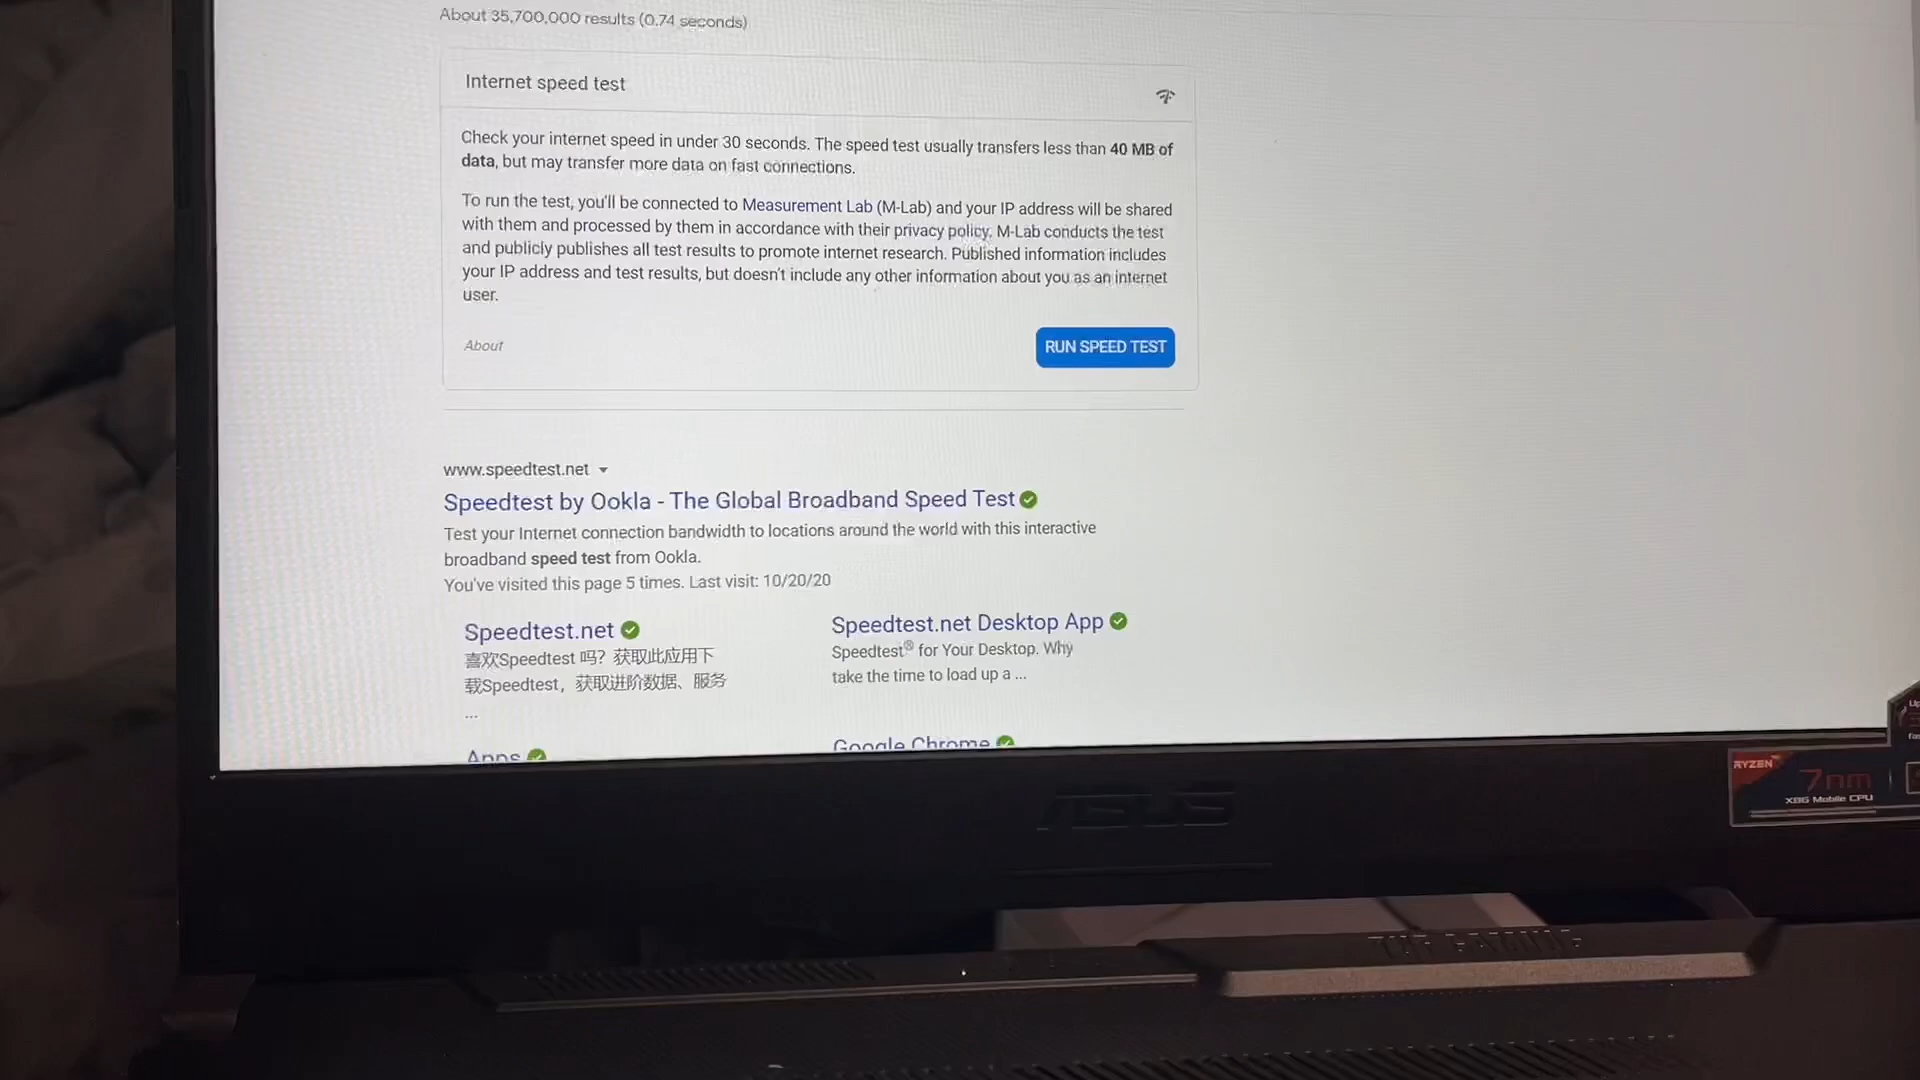 About 35,700,000 results (0.74 seconds)
Internet speed test
Check your internet speed in under 30 seconds. The speed test usually transfers less than 40 MB of
data, but may transfer more data on fast connections.
To run the test, you'll be connected to Measurement Lab (M-Lab) and your IP address will be shared
with them and processed by them in accordance with their privacy policy. M-Lab conducts the test
and publicly publishes all test results to promote internet research. Published information includes
your IP address and test results, but doesn't include any other information about you as an internet
user.
About
RUN SPEED TEST
www.speedtest.net
Speedtest by Ookla - The Global Broadband Speed Test
Test your Internet connection bandwidth to locations around the world with this interactive
broadband speed test from Ookla.
You've visited this page 5 times. Last visit: 10/20/20
Speedtest.net
喜欢Speedtest 吗？获取此应用下
载Speedtest，获取进阶数据、服务
...
Speedtest.net Desktop App
Speedtest® for Your Desktop. Why
take the time to load up a ...
Apps
Google Chrome
ASUS
RYZEN
7nm
X86 Mobile CPU
TUF GAMING